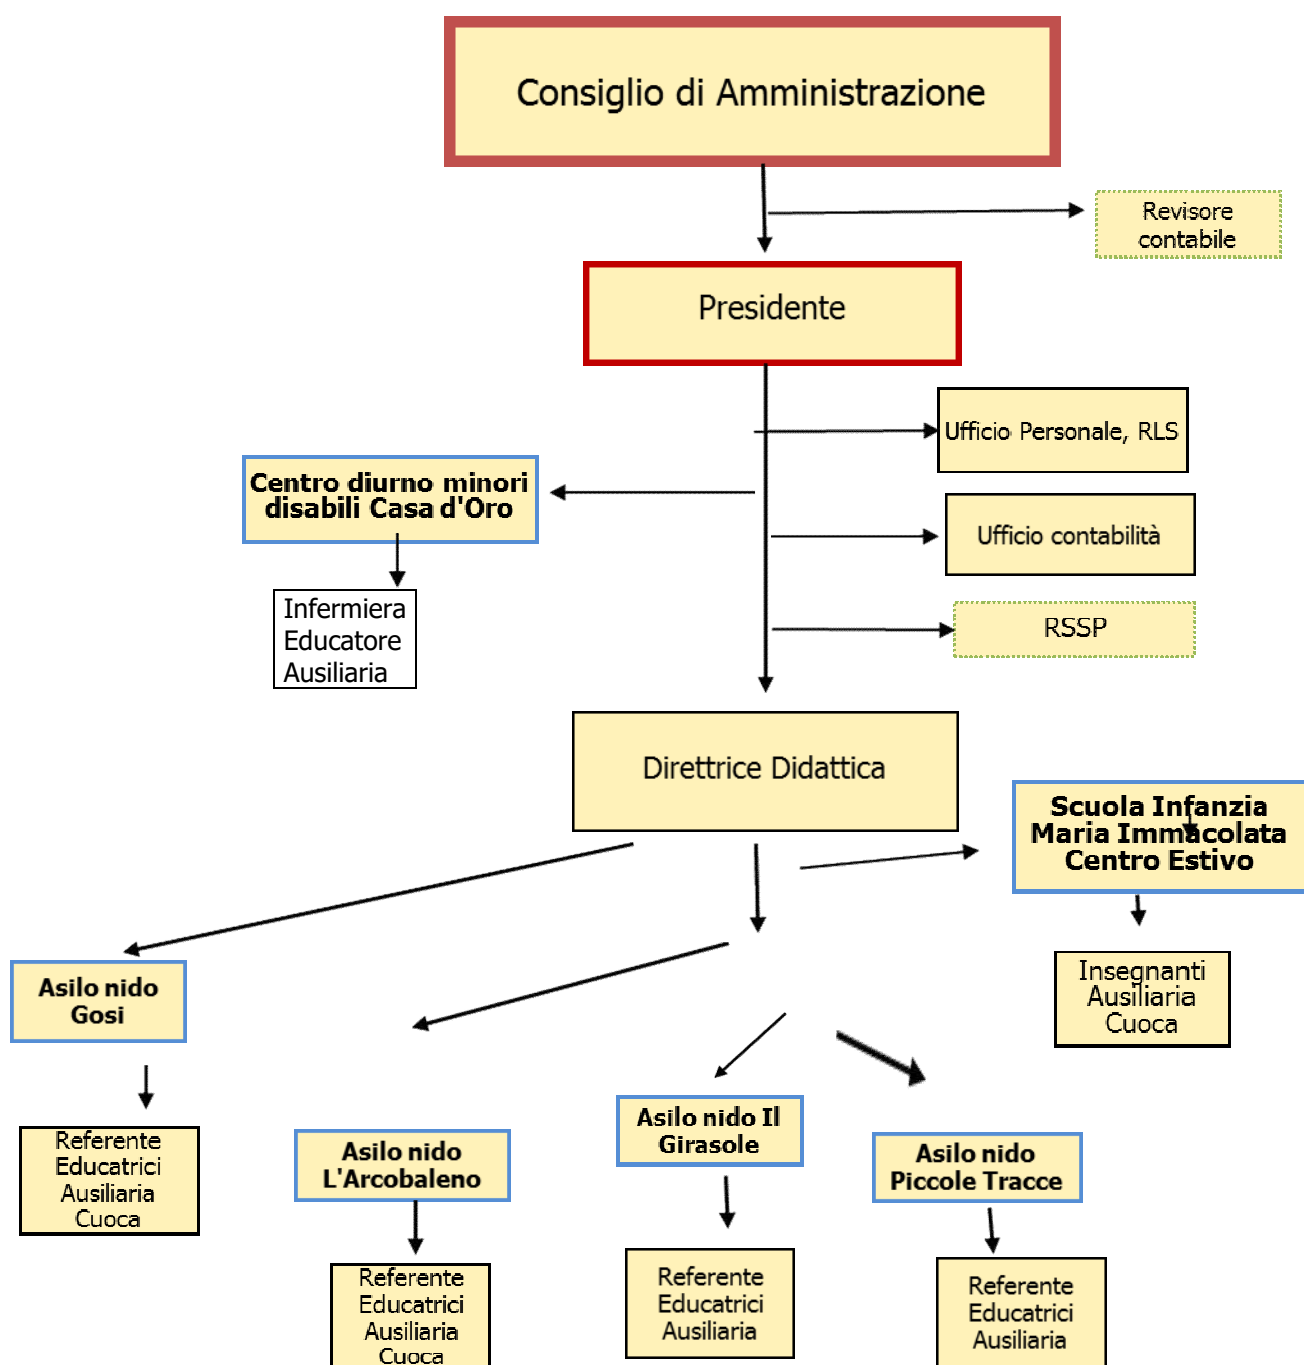 Consiglio di Amministrazione
Revisore
contabile
Presidente
Ufficio Personale, RLS
Centro diurno minori
disabili Casa d'Oro
Ufficio contabilità
Infermiera
Educatore
Ausiliaria
RSSP
Direttrice Didattica
Scuola Infanzia
Maria Immacolata
Centro Estivo
Asilo nido
Gosi
Insegnanti
Ausiliaria
Cuoca
Referente
Educatrici
Ausiliaria
Cuoca
Asilo nido
L'Arcobaleno
Asilo nido Il
Girasole
Asilo nido
Piccole Tracce
Referente
Educatrici
Ausiliaria
Cuoca
Referente
Educatrici
Ausiliaria
Referente
Educatrici
Ausiliaria